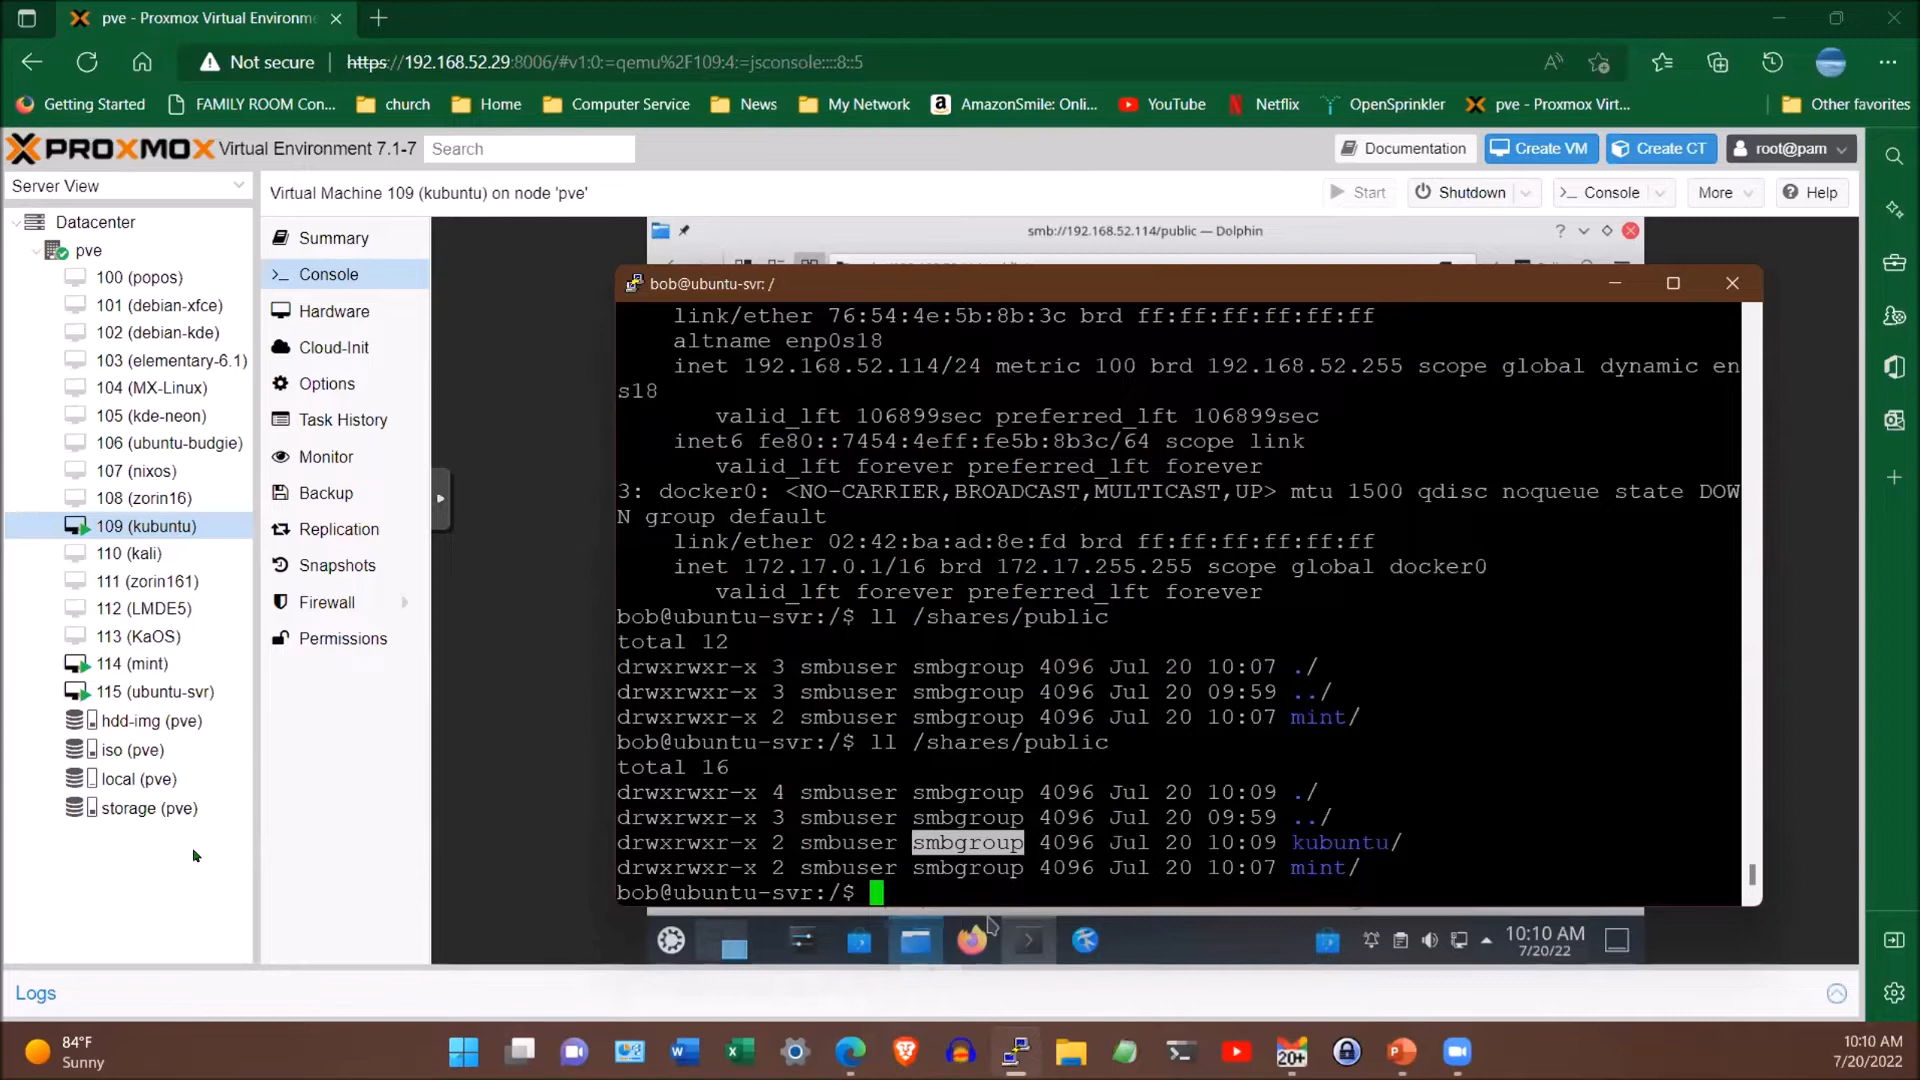 pve - Proxmox Virtual Environme
Not secure
https://192.168.52.29:8006/#v1:0:=qemu%2F109:4:=jsconsole::::8::5
Getting Started
FAMILY ROOM Con...
church
Home
Computer Service
News
My Network
AmazonSmile: Onli...
YouTube
Netflix
OpenSprinkler
pve - Proxmox Virt...
Other favorites
PROXMOX Virtual Environment 7.1-7
Search
Documentation
Create VM
Create CT
root@pam
Server View
Virtual Machine 109 (kubuntu) on node 'pve'
Start
Shutdown
Console
More
Help
Datacenter
pve
100 (popos)
101 (debian-xfce)
102 (debian-kde)
103 (elementary-6.1)
104 (MX-Linux)
105 (kde-neon)
106 (ubuntu-budgie)
107 (nixos)
108 (zorin16)
109 (kubuntu)
110 (kali)
111 (zorin161)
112 (LMDE5)
113 (KaOS)
114 (mint)
115 (ubuntu-svr)
hdd-img (pve)
iso (pve)
local (pve)
storage (pve)
Summary
Console
Hardware
Cloud-Init
Options
Task History
Monitor
Backup
Replication
Snapshots
Firewall
Permissions
smb://192.168.52.114/public — Dolphin
bob@ubuntu-svr: /
link/ether 76:54:4e:5b:8b:3c brd ff:ff:ff:ff:ff:ff
altname enp0s18
inet 192.168.52.114/24 metric 100 brd 192.168.52.255 scope global dynamic en
s18
valid_lft 106899sec preferred_lft 106899sec
inet6 fe80::7454:4eff:fe5b:8b3c/64 scope link
valid_lft forever preferred_lft forever
3: docker0: <NO-CARRIER,BROADCAST,MULTICAST,UP> mtu 1500 qdisc noqueue state DOW
N group default
link/ether 02:42:ba:ad:8e:fd brd ff:ff:ff:ff:ff:ff
inet 172.17.0.1/16 brd 172.17.255.255 scope global docker0
valid_lft forever preferred_lft forever
bob@ubuntu-svr:/$ ll /shares/public
total 12
drwxrwxr-x 3 smbuser smbgroup 4096 Jul 20 10:07 ./
drwxrwxr-x 3 smbuser smbgroup 4096 Jul 20 09:59 ../
drwxrwxr-x 2 smbuser smbgroup 4096 Jul 20 10:07 mint/
bob@ubuntu-svr:/$ ll /shares/public
total 16
drwxrwxr-x 4 smbuser smbgroup 4096 Jul 20 10:09 ./
drwxrwxr-x 3 smbuser smbgroup 4096 Jul 20 09:59 ../
drwxrwxr-x 2 smbuser smbgroup 4096 Jul 20 10:09 kubuntu/
drwxrwxr-x 2 smbuser smbgroup 4096 Jul 20 10:07 mint/
bob@ubuntu-svr:/$
10:10 AM
7/20/22
Logs
84°F
Sunny
20+
10:10 AM
7/20/2022